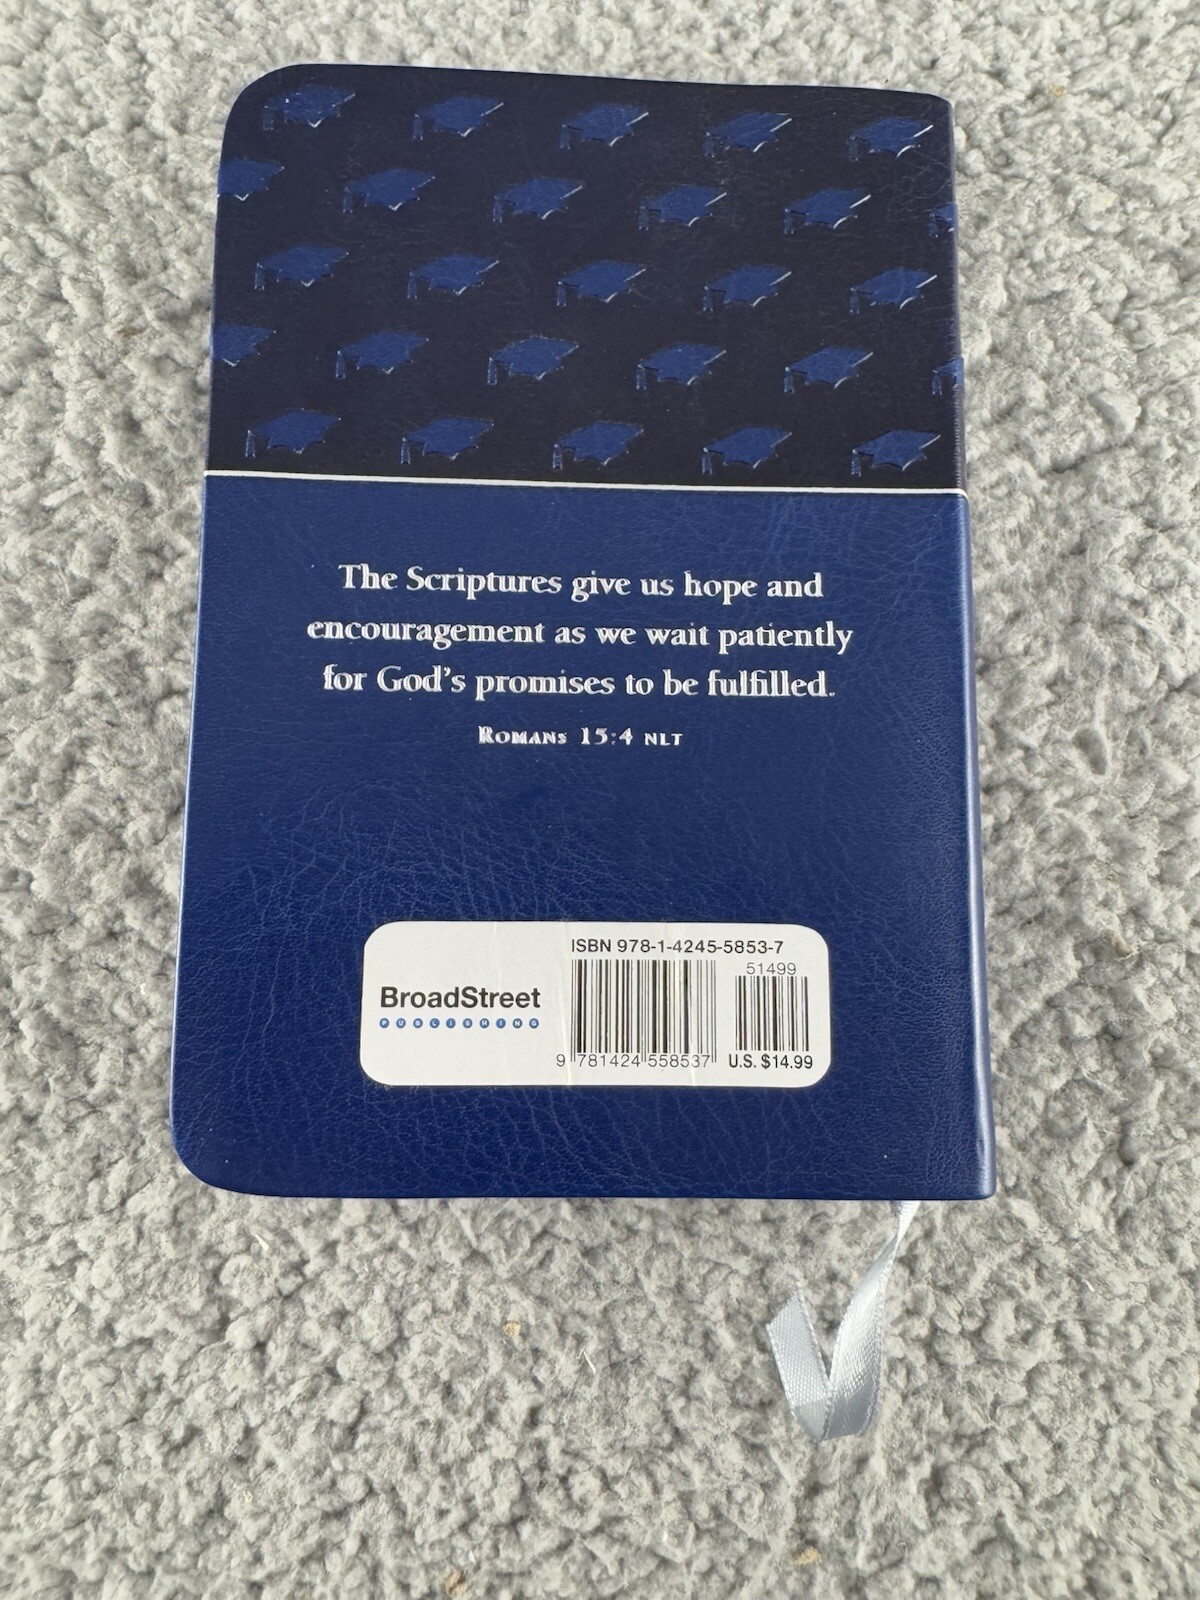 The Scriptures give us hope and
encouragement as we wait patiently
for God's promises to be fulfilled.
Romans 15:4 NLT
BroadStreet
PUBLISHING
ISBN 978-1-4245-5853-7
51499
9 781424 558537
U.S. $14.99